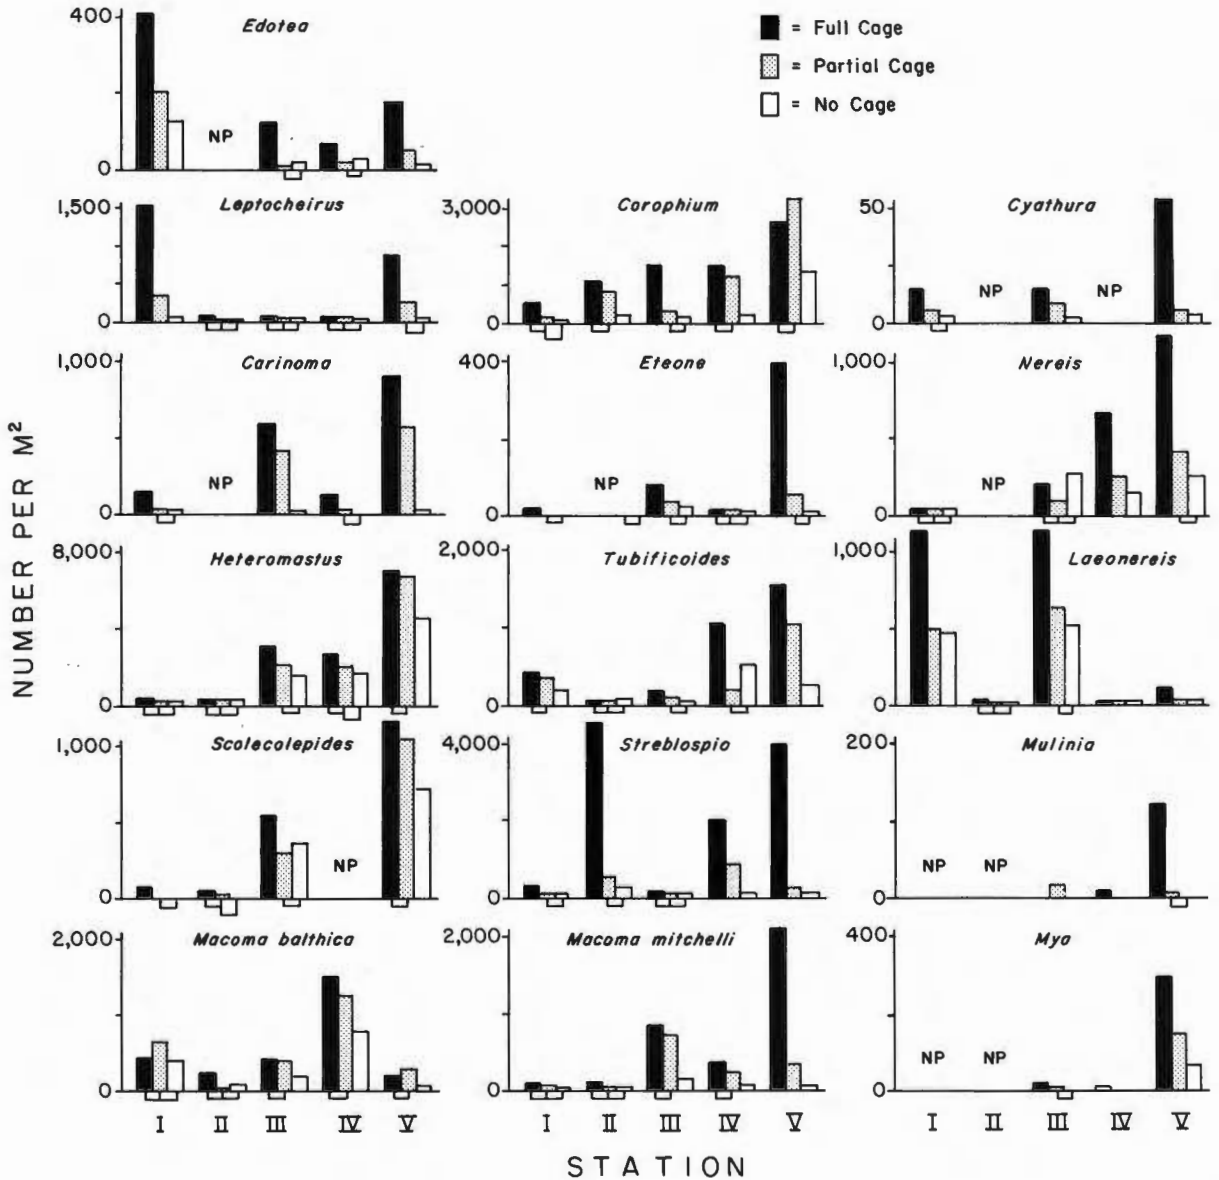 400
Edotea
= Full Cage
= Partial Cage
= No Cage
NP
0
1,500
Leptocheirus
0
3,000
Corophium
0
50
Cyathura
NP
NP
0
1,000
Carinoma
NP
0
400
Eteone
NP
0
1,000
Nereis
NP
0
8,000
Heteromastus
0
2,000
Tubificoides
0
1,000
Laeonereis
0
1,000
Scolecolepides
NP
0
4,000
Streblospio
0
200
Mulinia
NP
NP
0
2,000
Macoma balthica
0
2,000
Macoma mitchelli
0
400
Mya
NP
NP
0
NUMBER PER M²
I II III IV V
I II III IV V
I II III IV V
STATION